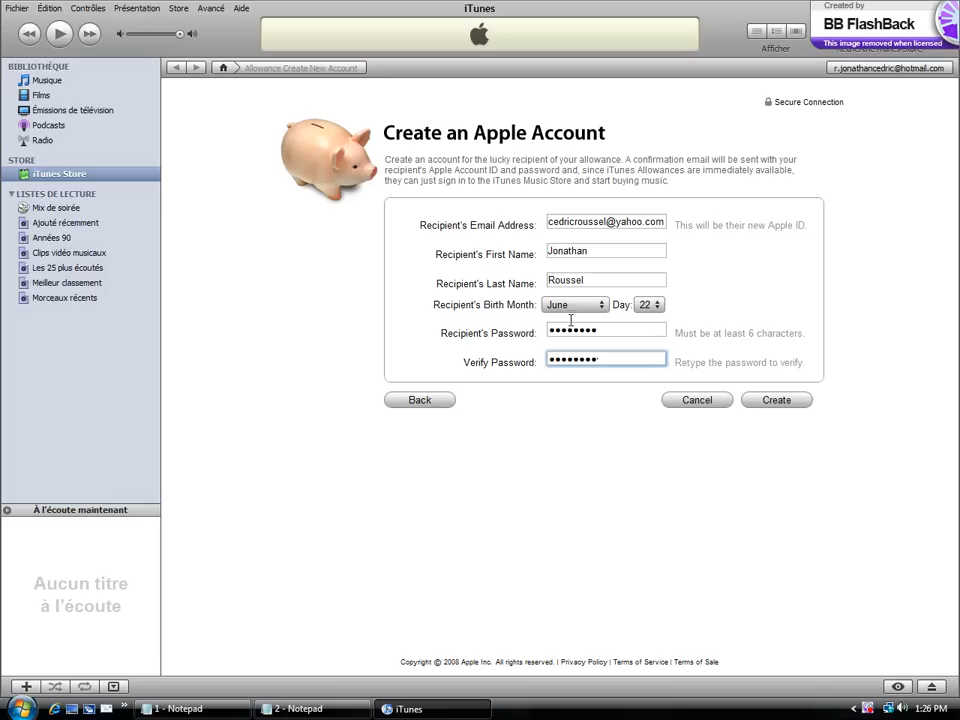 Fichier Édition Contrôles Présentation Store Avancé Aide
iTunes
Created by
BB FlashBack
This image removed when licensed
Afficher
Allowance Create New Account
r.jonathancedric@hotmail.com
BIBLIOTHÈQUE
Musique
Films
Émissions de télévision
Podcasts
Radio
STORE
iTunes Store
LISTES DE LECTURE
Mix de soirée
Ajouté récemment
Années 90
Clips vidéo musicaux
Les 25 plus écoutés
Meilleur classement
Morceaux récents
Secure Connection
Create an Apple Account
Create an account for the lucky recipient of your allowance. A confirmation email will be sent with your
recipient's Apple Account ID and password and, since iTunes Allowances are immediately available,
they can just sign in to the iTunes Music Store and start buying music.
Recipient's Email Address: cedricroussel@yahoo.com This will be their new Apple ID.
Recipient's First Name: Jonathan
Recipient's Last Name: Roussel
Recipient's Birth Month: June Day: 22
Recipient's Password: Must be at least 6 characters.
Verify Password: Retype the password to verify.
Back Cancel Create
À l'écoute maintenant
Aucun titre
à l'écoute
Copyright © 2008 Apple Inc. All rights reserved. | Privacy Policy | Terms of Service | Terms of Sale
1 - Notepad 2 - Notepad iTunes 1:26 PM